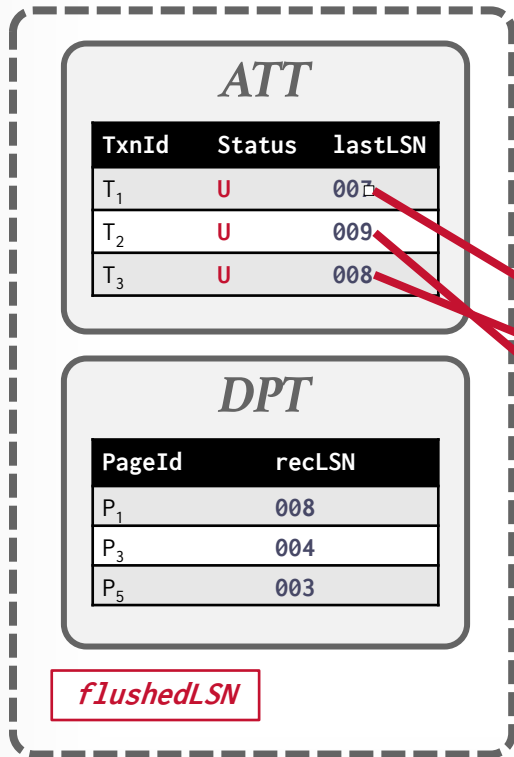 ATT
TxnId Status lastLSN
T1 U 007
T2 U 009
T3 U 008
DPT
PageId recLSN
P1 008
P3 004
P5 003
flushedLSN